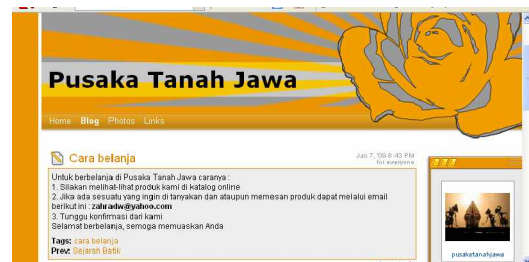 Pusaka Tanah Jawa
Home Blog Photos Links
Cara belanja
Jan 7, '09 8:43 PM
for everyone
Untuk berbelanja di Pusaka Tanah Jawa caranya :
1. Silakan melihat-lihat produk kami di katalog online
2. Jika ada sesuatu yang ingin di tanyakan dan ataupun memesan produk dapat melalui email
berikut ini : zahradw@yahoo.com
3. Tunggu konfirmasi dari kami
Selamat berbelanja, semoga memuaskan Anda
Tags: cara belanja
Prev: Sejarah Batik
pusakatanahjawa